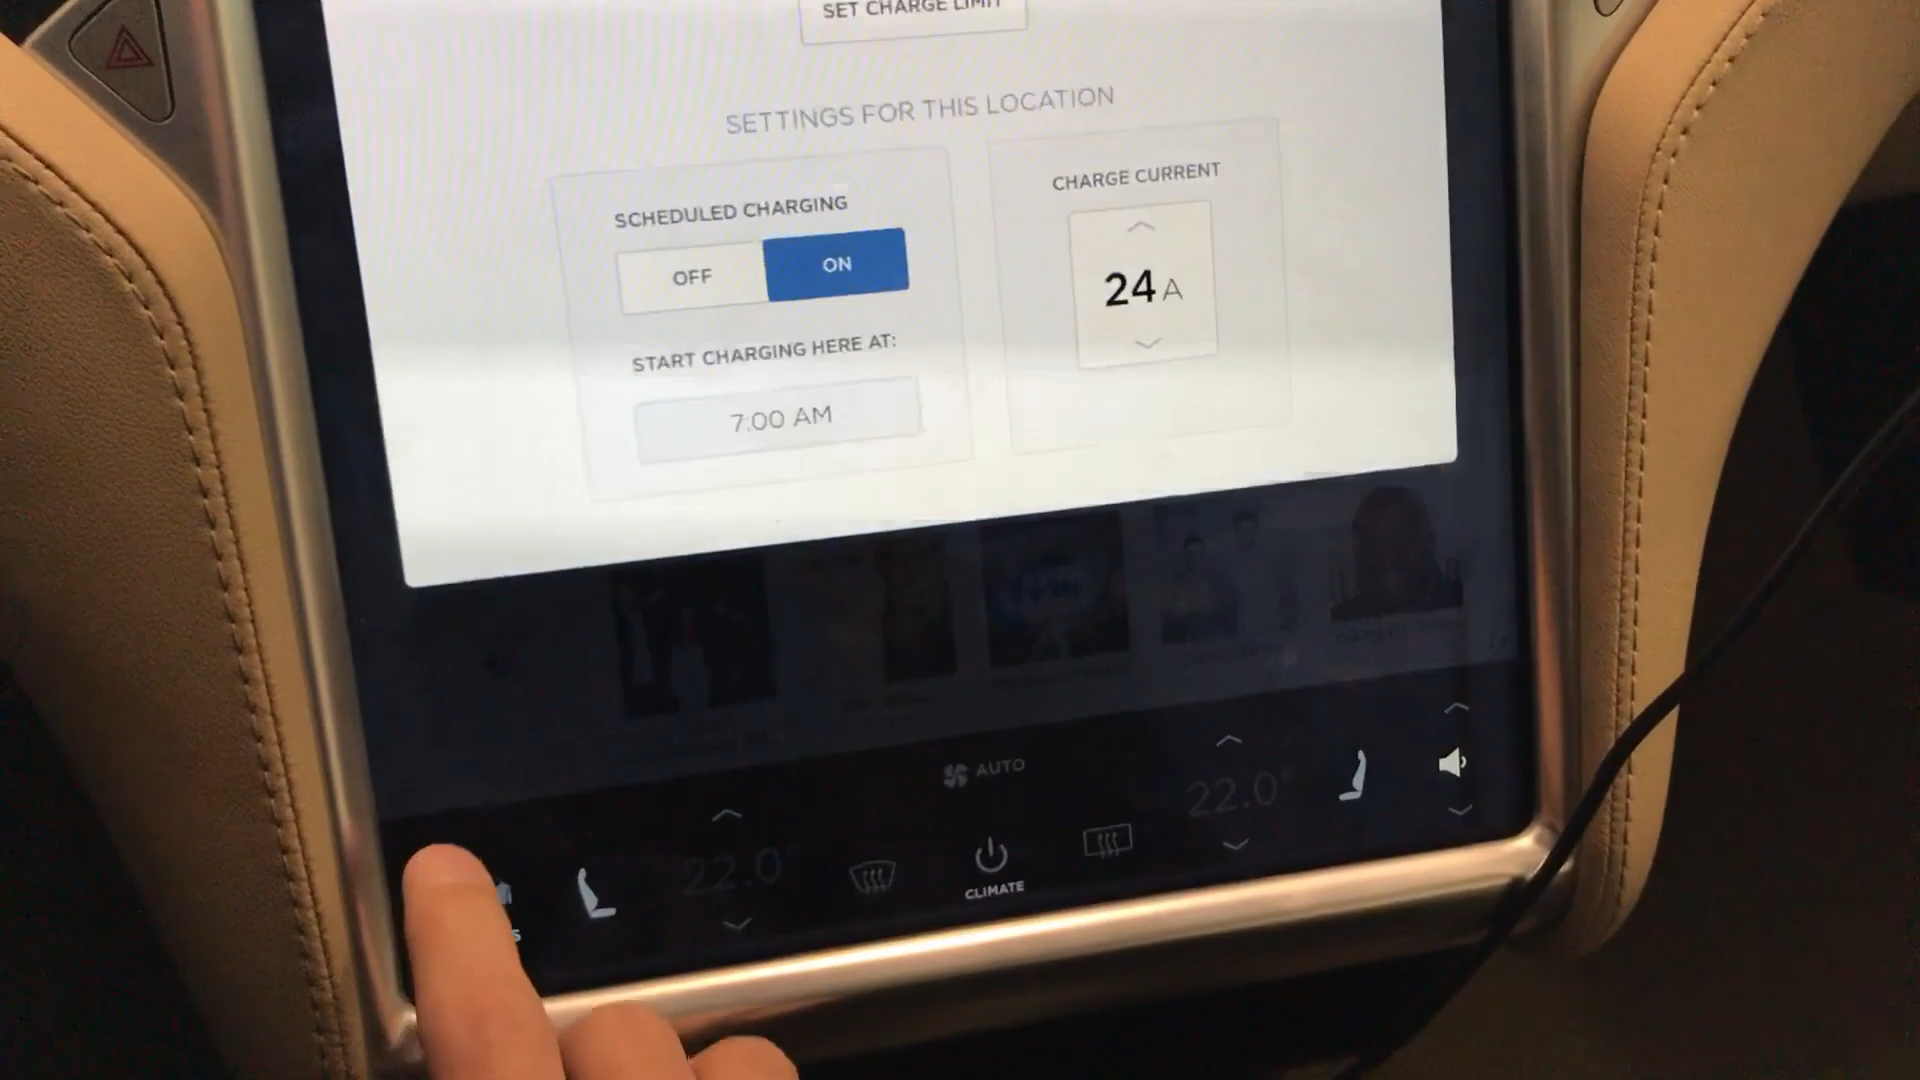 SET CHARGE LIMIT
SETTINGS FOR THIS LOCATION
SCHEDULED CHARGING
OFF
ON
START CHARGING HERE AT:
7:00 AM
CHARGE CURRENT
24 A
AUTO
22.0°
22.0°
CLIMATE
S